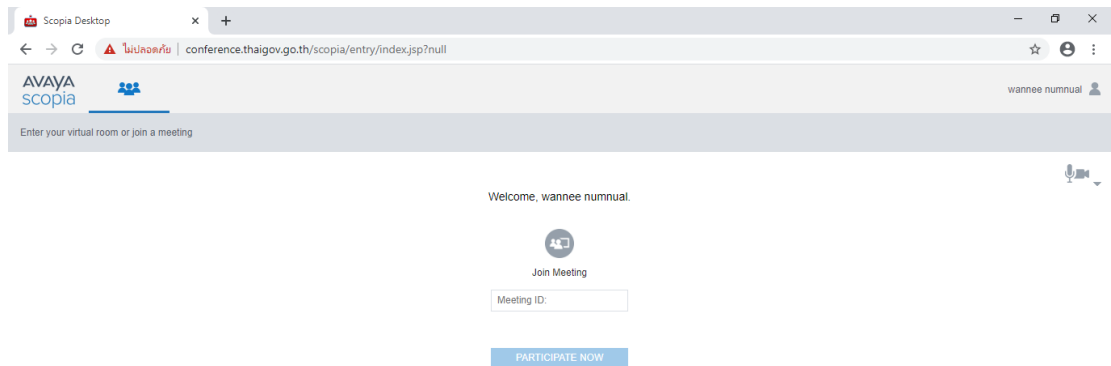 Scopia Desktop
ไม่ปลอดภัย | conference.thaigov.go.th/scopia/entry/index.jsp?null
AVAYA
scopia
wannee numnual
Enter your virtual room or join a meeting
Welcome, wannee numnual.
Join Meeting
Meeting ID:
PARTICIPATE NOW